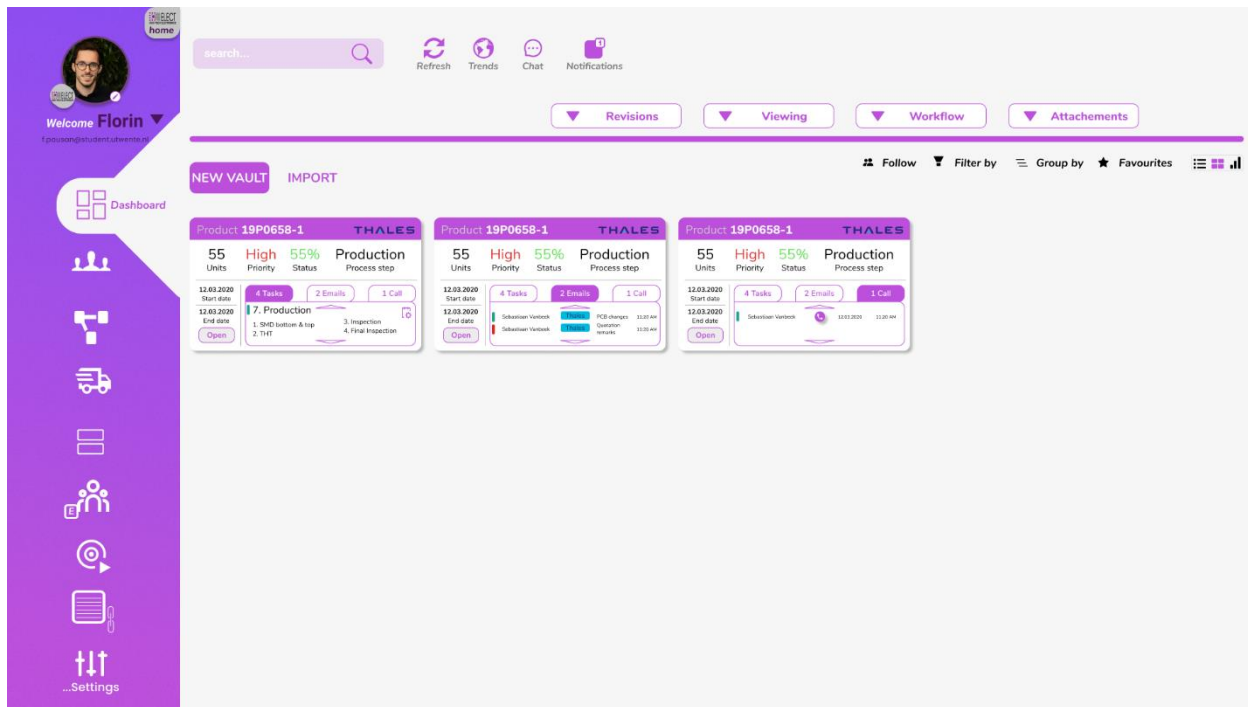 home
Welcome Florin
f.pausan@student.utwente.nl
Dashboard
...Settings
search...
Refresh Trends Chat Notifications
1
Revisions Viewing Workflow Attachements
Follow Filter by Group by Favourites
NEW VAULT IMPORT
Product 19P0658-1 THALES
55 High 55% Production
Units Priority Status Process step
12.03.2020
Start date
12.03.2020
End date
Open
4 Tasks 2 Emails 1 Call
7. Production
1. SMD bottom & top
2. THT
3. Inspection
4. Final Inspection
Product 19P0658-1 THALES
55 High 55% Production
Units Priority Status Process step
12.03.2020
Start date
12.03.2020
End date
Open
4 Tasks 2 Emails 1 Call
Sebastiaan Vanbeek Thales PCB changes 11:20 AM
Sebastiaan Vanbeek Thales Quotation remarks 11:20 AM
Product 19P0658-1 THALES
55 High 55% Production
Units Priority Status Process step
12.03.2020
Start date
12.03.2020
End date
Open
4 Tasks 2 Emails 1 Call
Sebastiaan Vanbeek 12.03.2020 11:20 AM
E